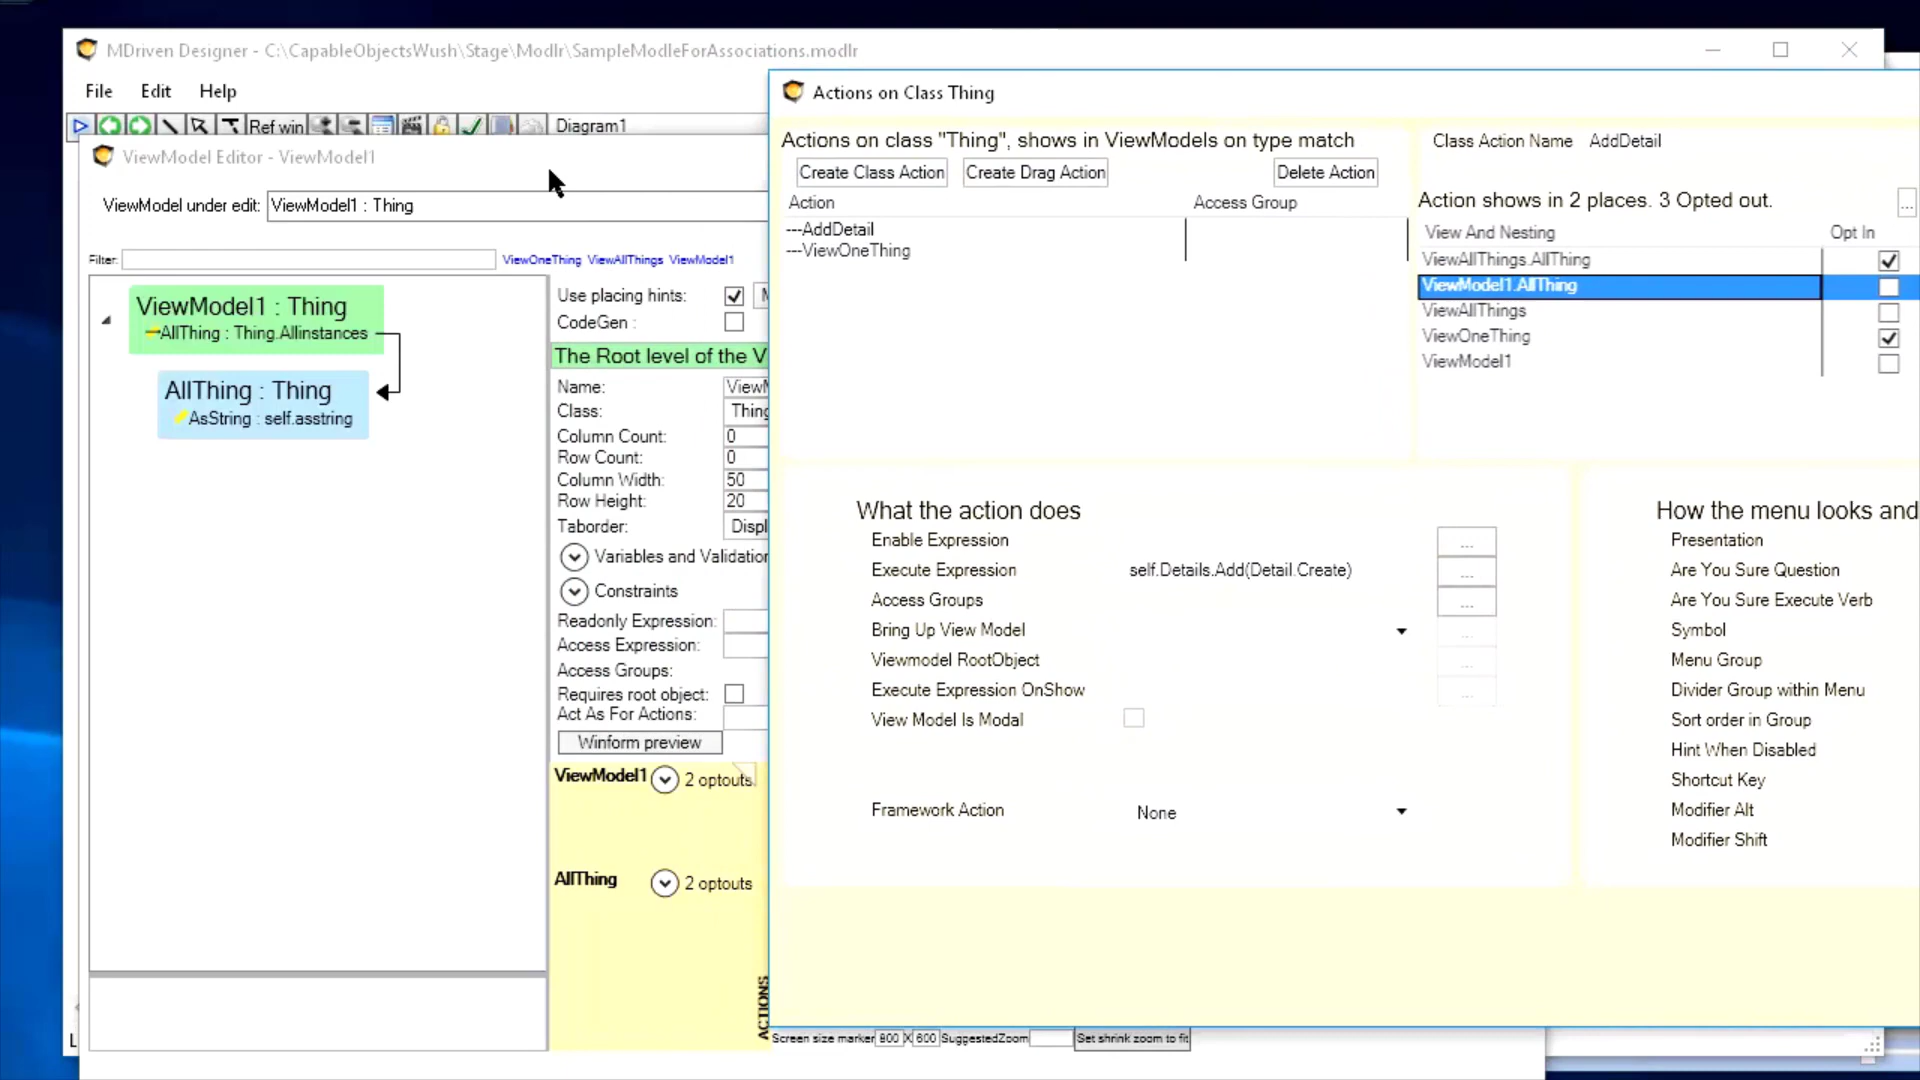 MDriven Designer - C:\CapableObjectsWush\Stage\Modlr\SampleModleForAssociations.modlr
File Edit Help
Ref win
Diagram1
ViewModel Editor - ViewModel1
ViewModel under edit: ViewModel1 : Thing
Filter: ViewOneThing ViewAllThings ViewModel1
ViewModel1 : Thing
AllThing : Thing.Allinstances
AllThing : Thing
AsString : self.asstring
Use placing hints:
CodeGen :
The Root level of the V
Name: ViewM
Class: Thing
Column Count: 0
Row Count: 0
Column Width: 50
Row Height: 20
Taborder: Displ
Variables and Validation
Constraints
Readonly Expression:
Access Expression:
Access Groups:
Requires root object:
Act As For Actions:
Winform preview
ViewModel1 2 optouts
AllThing 2 optouts
ACTIONS
Screen size marker 800 X 600 SuggestedZoom Set shrink zoom to fit
Actions on Class Thing
Actions on class "Thing", shows in ViewModels on type match
Create Class Action Create Drag Action Delete Action
Action Access Group
---AddDetail
---ViewOneThing
Class Action Name AddDetail
Action shows in 2 places. 3 Opted out.
...
View And Nesting Opt In
ViewAllThings.AllThing
ViewModel1.AllThing
ViewAllThings
ViewOneThing
ViewModel1
What the action does
Enable Expression ...
Execute Expression self.Details.Add(Detail.Create) ...
Access Groups ...
Bring Up View Model ...
Viewmodel RootObject ...
Execute Expression OnShow ...
View Model Is Modal
Framework Action None
How the menu looks and
Presentation
Are You Sure Question
Are You Sure Execute Verb
Symbol
Menu Group
Divider Group within Menu
Sort order in Group
Hint When Disabled
Shortcut Key
Modifier Alt
Modifier Shift